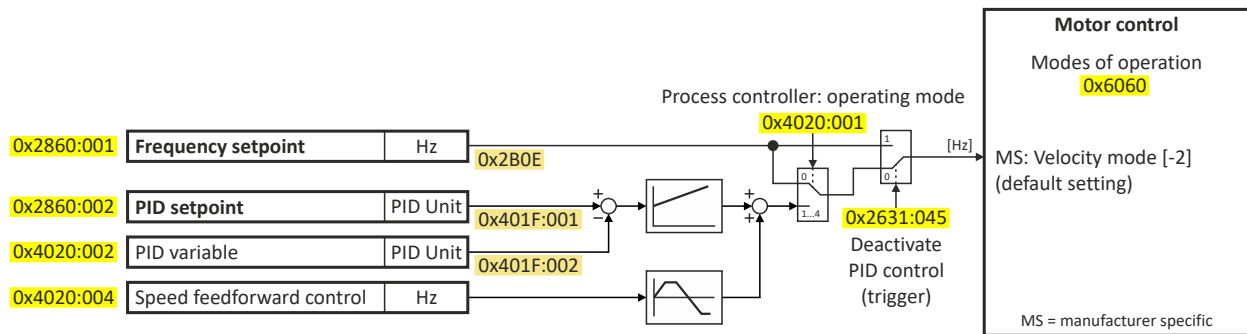 Motor control
Modes of operation
0x6060
Process controller: operating mode
0x4020:001
0x2860:001 Frequency setpoint Hz
0x2B0E
1
0
[Hz]
MS: Velocity mode [-2]
(default setting)
0
1...4
0x2860:002 PID setpoint PID Unit
0x401F:001
+
−
+
+
0x2631:045
Deactivate
PID control
(trigger)
0x4020:002 PID variable PID Unit
0x401F:002
0x4020:004 Speed feedforward control Hz
MS = manufacturer specific